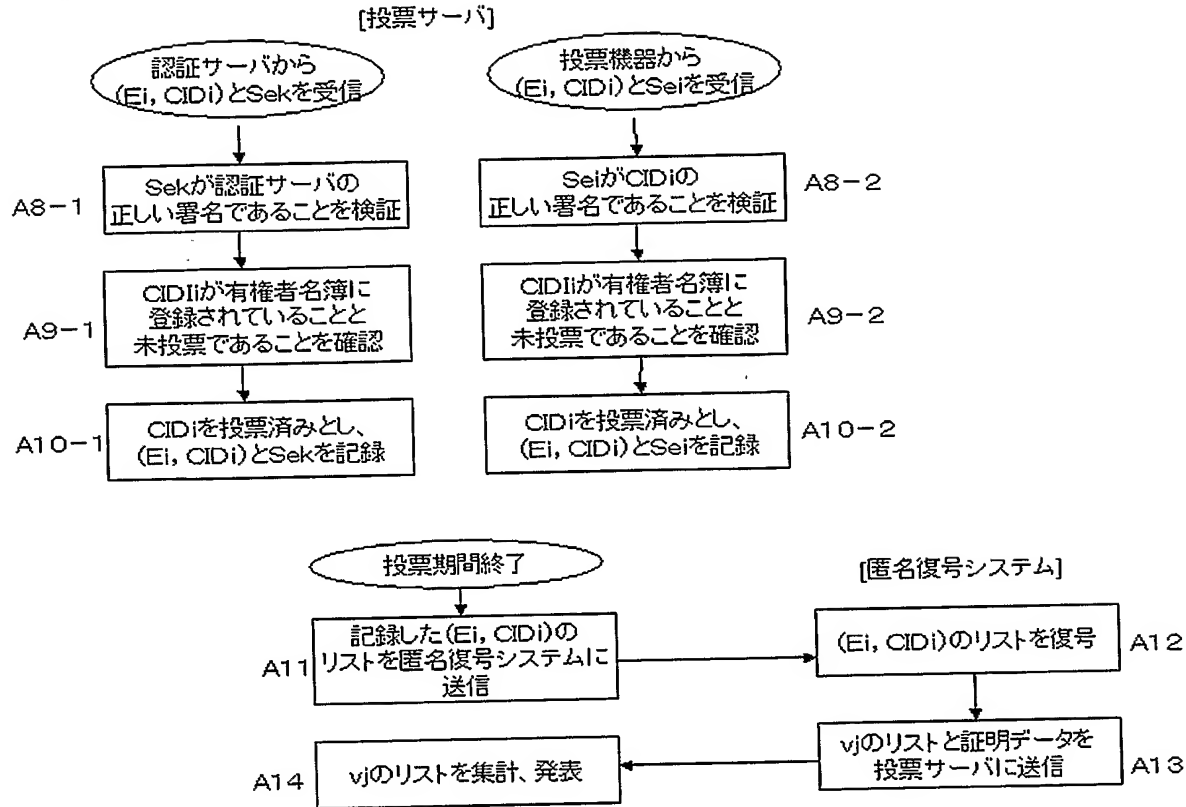 [投票サーバ]
認証サーバから
(Ei, CIDi)とSekを受信
投票機器から
(Ei, CIDi)とSeiを受信
A8-1
Sekが認証サーバの
正しい署名であることを検証
SeiがCIDiの
正しい署名であることを検証
A8-2
A9-1
CIDIiが有権者名簿に
登録されていることと
未投票であることを確認
CIDIiが有権者名簿に
登録されていることと
未投票であることを確認
A9-2
A10-1
CIDiを投票済みとし、
(Ei, CIDi)とSekを記録
CIDiを投票済みとし、
(Ei, CIDi)とSeiを記録
A10-2
投票期間終了
[匿名復号システム]
A11
記録した(Ei, CIDi)の
リストを匿名復号システムに
送信
(Ei, CIDi)のリストを復号
A12
vjのリストと証明データを
投票サーバに送信
A13
A14
vjのリストを集計、発表